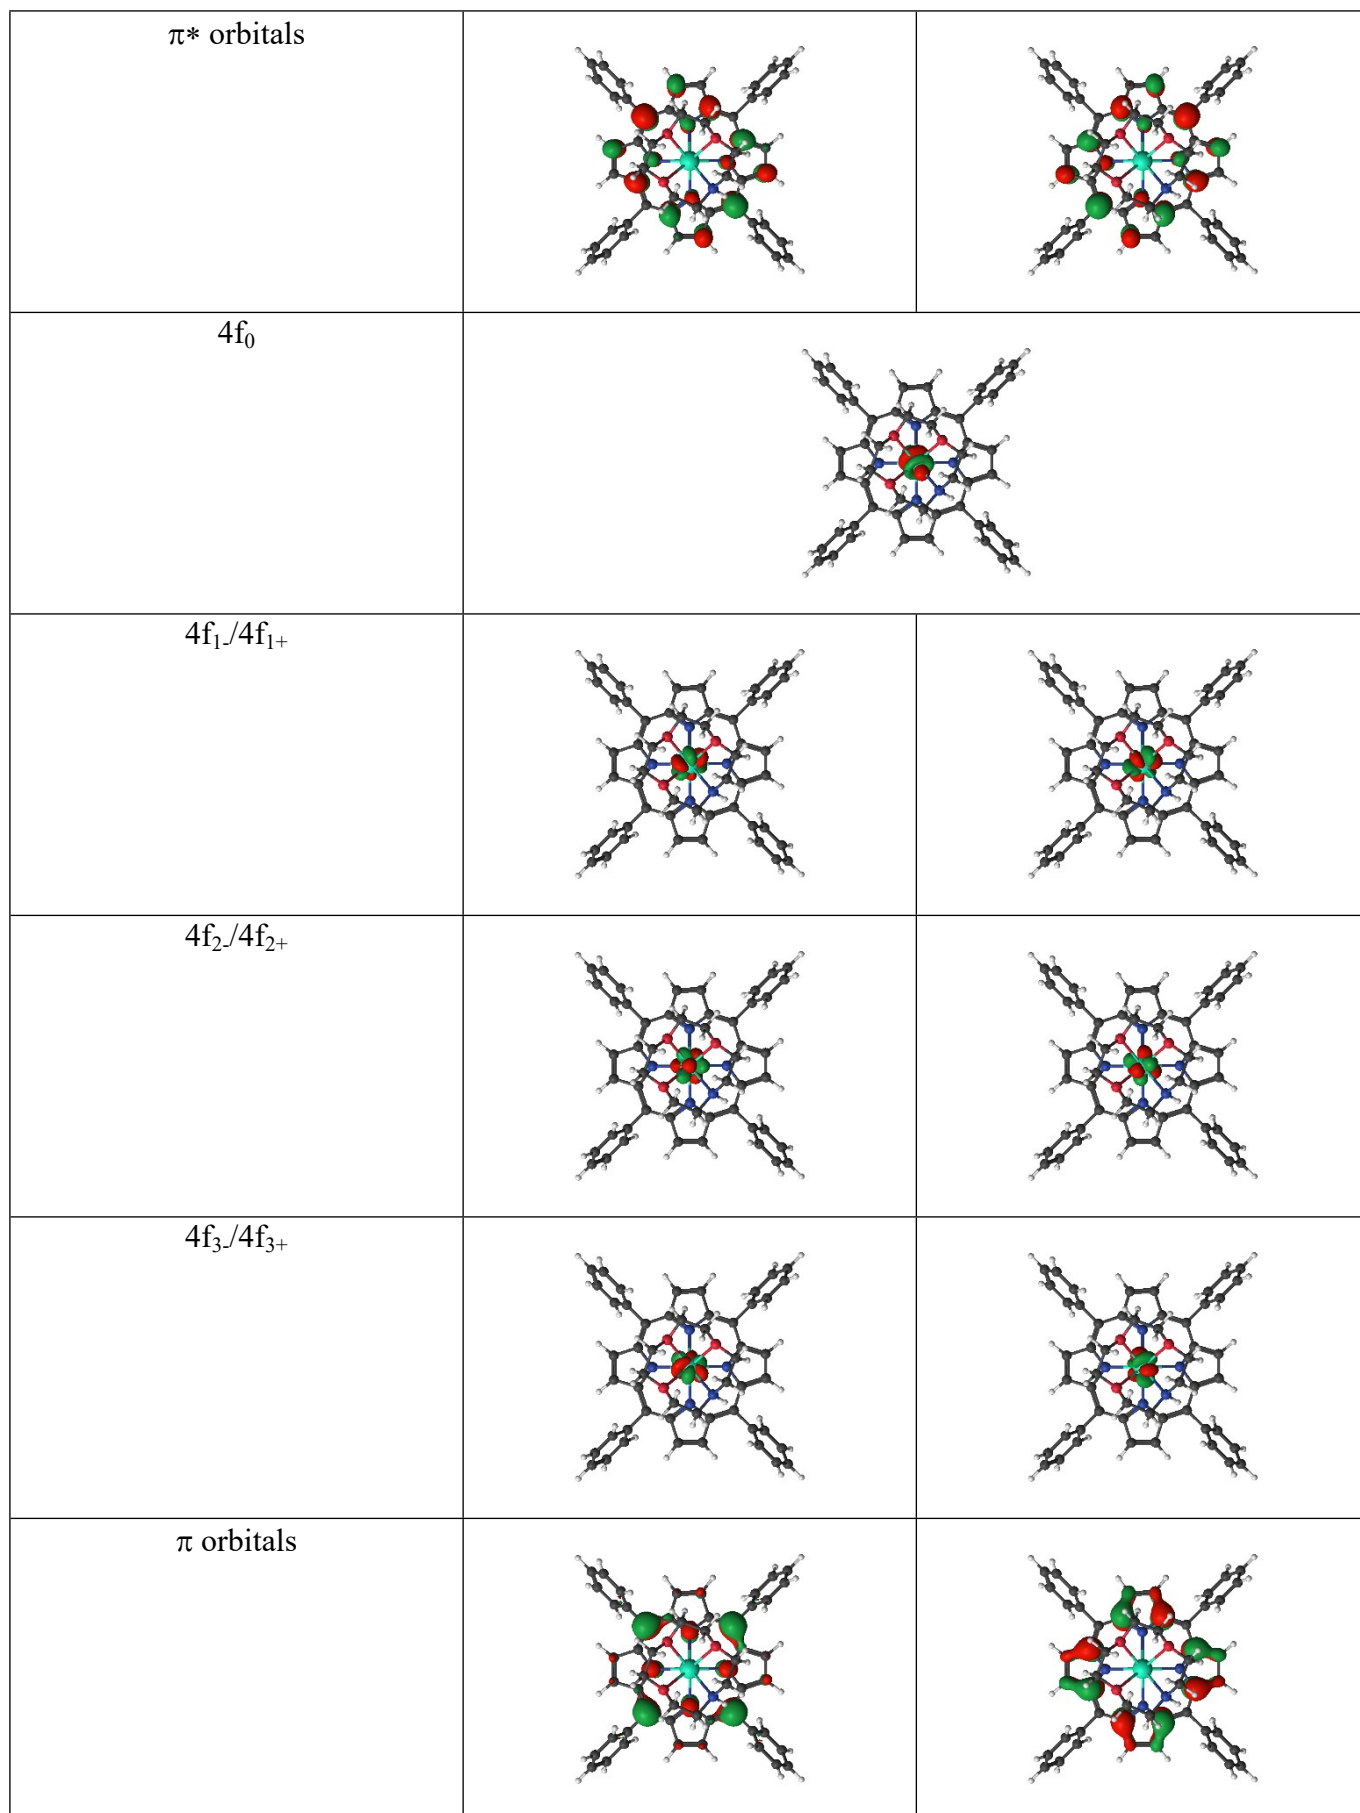 π* orbitals
4f₀
4f₁₋/4f₁₊
4f₂₋/4f₂₊
4f₃₋/4f₃₊
π orbitals